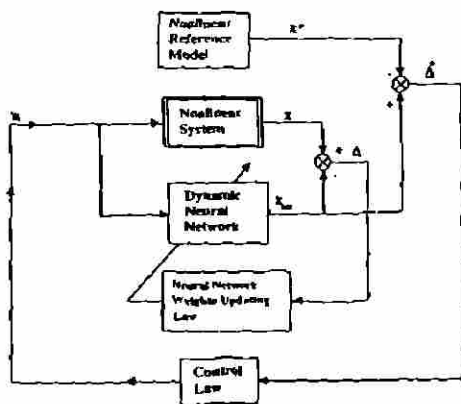 Nonlinear
Reference
Model
x*
Δ*
-
+
u
Nonlinear
System
x
-
+ Δ
Dynamic
Neural
Network
Neural Network
Weights Updating
Law
Control
Law